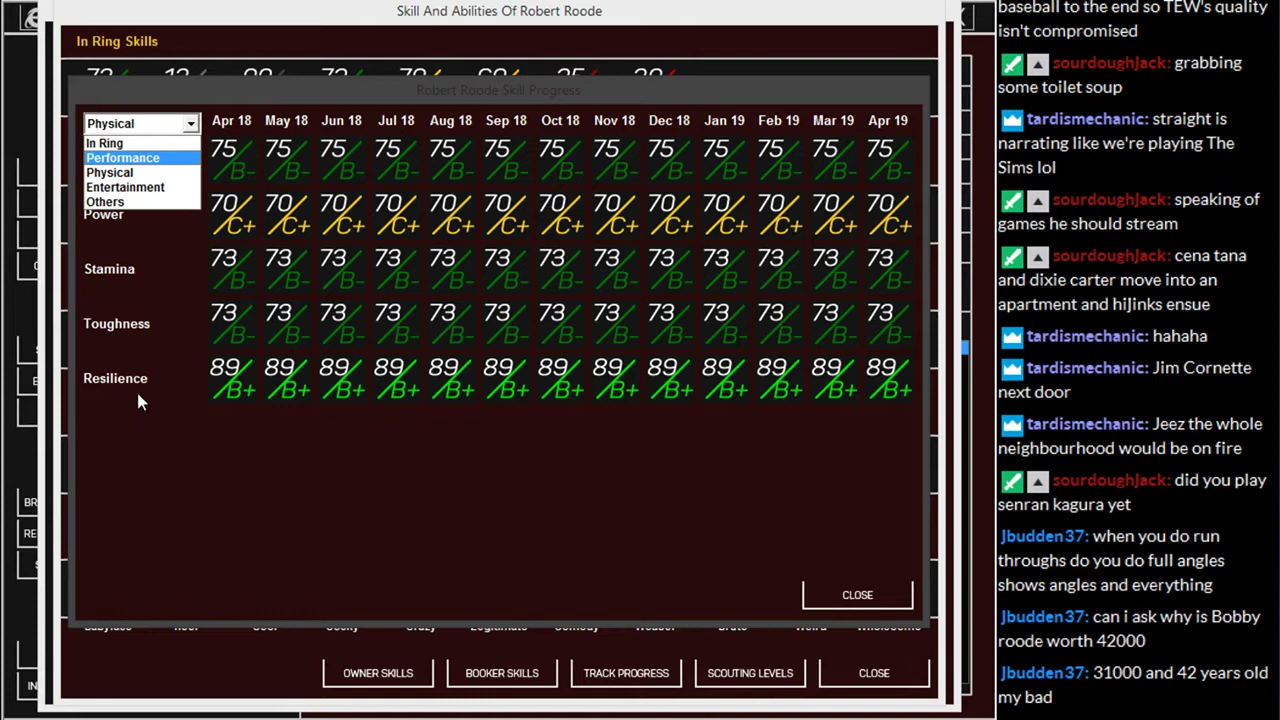 Skill And Abilities Of Robert Roode
In Ring Skills
Robert Roode Skill Progress
Physical
Apr 18 May 18 Jun 18 Jul 18 Aug 18 Sep 18 Oct 18 Nov 18 Dec 18 Jan 19 Feb 19 Mar 19 Apr 19
In Ring
Performance
Physical
Entertainment
Others
75 75 75 75 75 75 75 75 75 75 75 75 75
B- B- B- B- B- B- B- B- B- B- B- B- B-
Power
70 70 70 70 70 70 70 70 70 70 70 70 70
C+ C+ C+ C+ C+ C+ C+ C+ C+ C+ C+ C+ C+
Stamina
73 73 73 73 73 73 73 73 73 73 73 73 73
B- B- B- B- B- B- B- B- B- B- B- B- B-
Toughness
73 73 73 73 73 73 73 73 73 73 73 73 73
B- B- B- B- B- B- B- B- B- B- B- B- B-
Resilience
89 89 89 89 89 89 89 89 89 89 89 89 89
B+ B+ B+ B+ B+ B+ B+ B+ B+ B+ B+ B+ B+
CLOSE
OWNER SKILLS
BOOKER SKILLS
TRACK PROGRESS
SCOUTING LEVELS
CLOSE
baseball to the end so TEW's quality
isn't compromised
sourdoughJack: grabbing
some toilet soup
tardismechanic: straight is
narrating like we're playing The
Sims lol
sourdoughJack: speaking of
games he should stream
sourdoughJack: cena tana
and dixie carter move into an
apartment and hiJinks ensue
tardismechanic: hahaha
tardismechanic: Jim Cornette
next door
tardismechanic: Jeez the whole
neighbourhood would be on fire
sourdoughJack: did you play
senran kagura yet
Jbudden37: when you do run
throughs do you do full angles
shows angles and everything
Jbudden37: can i ask why is Bobby
roode worth 42000
Jbudden37: 31000 and 42 years old
my bad